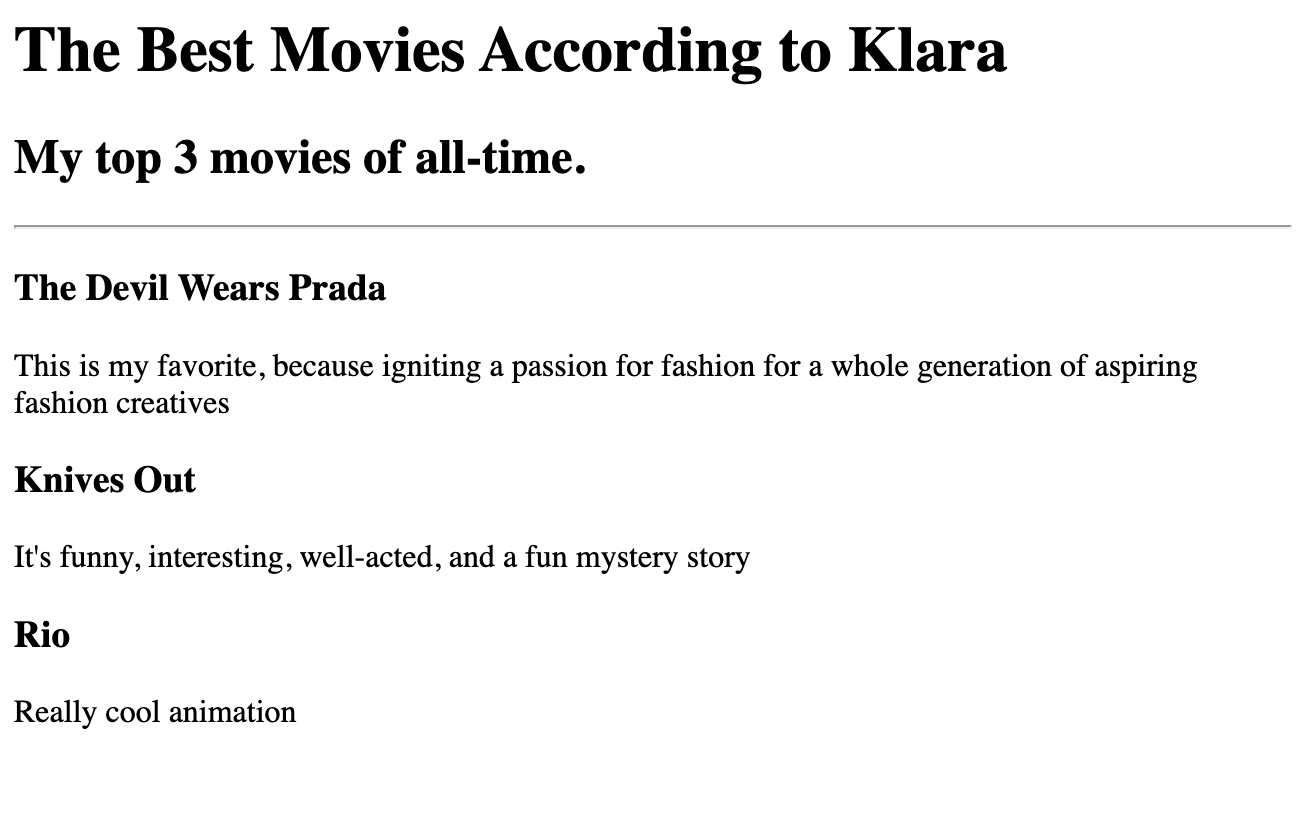 The Best Movies According to Klara
My top 3 movies of all-time.
The Devil Wears Prada
This is my favorite, because igniting a passion for fashion for a whole generation of aspiring
fashion creatives
Knives Out
It's funny, interesting, well-acted, and a fun mystery story
Rio
Really cool animation